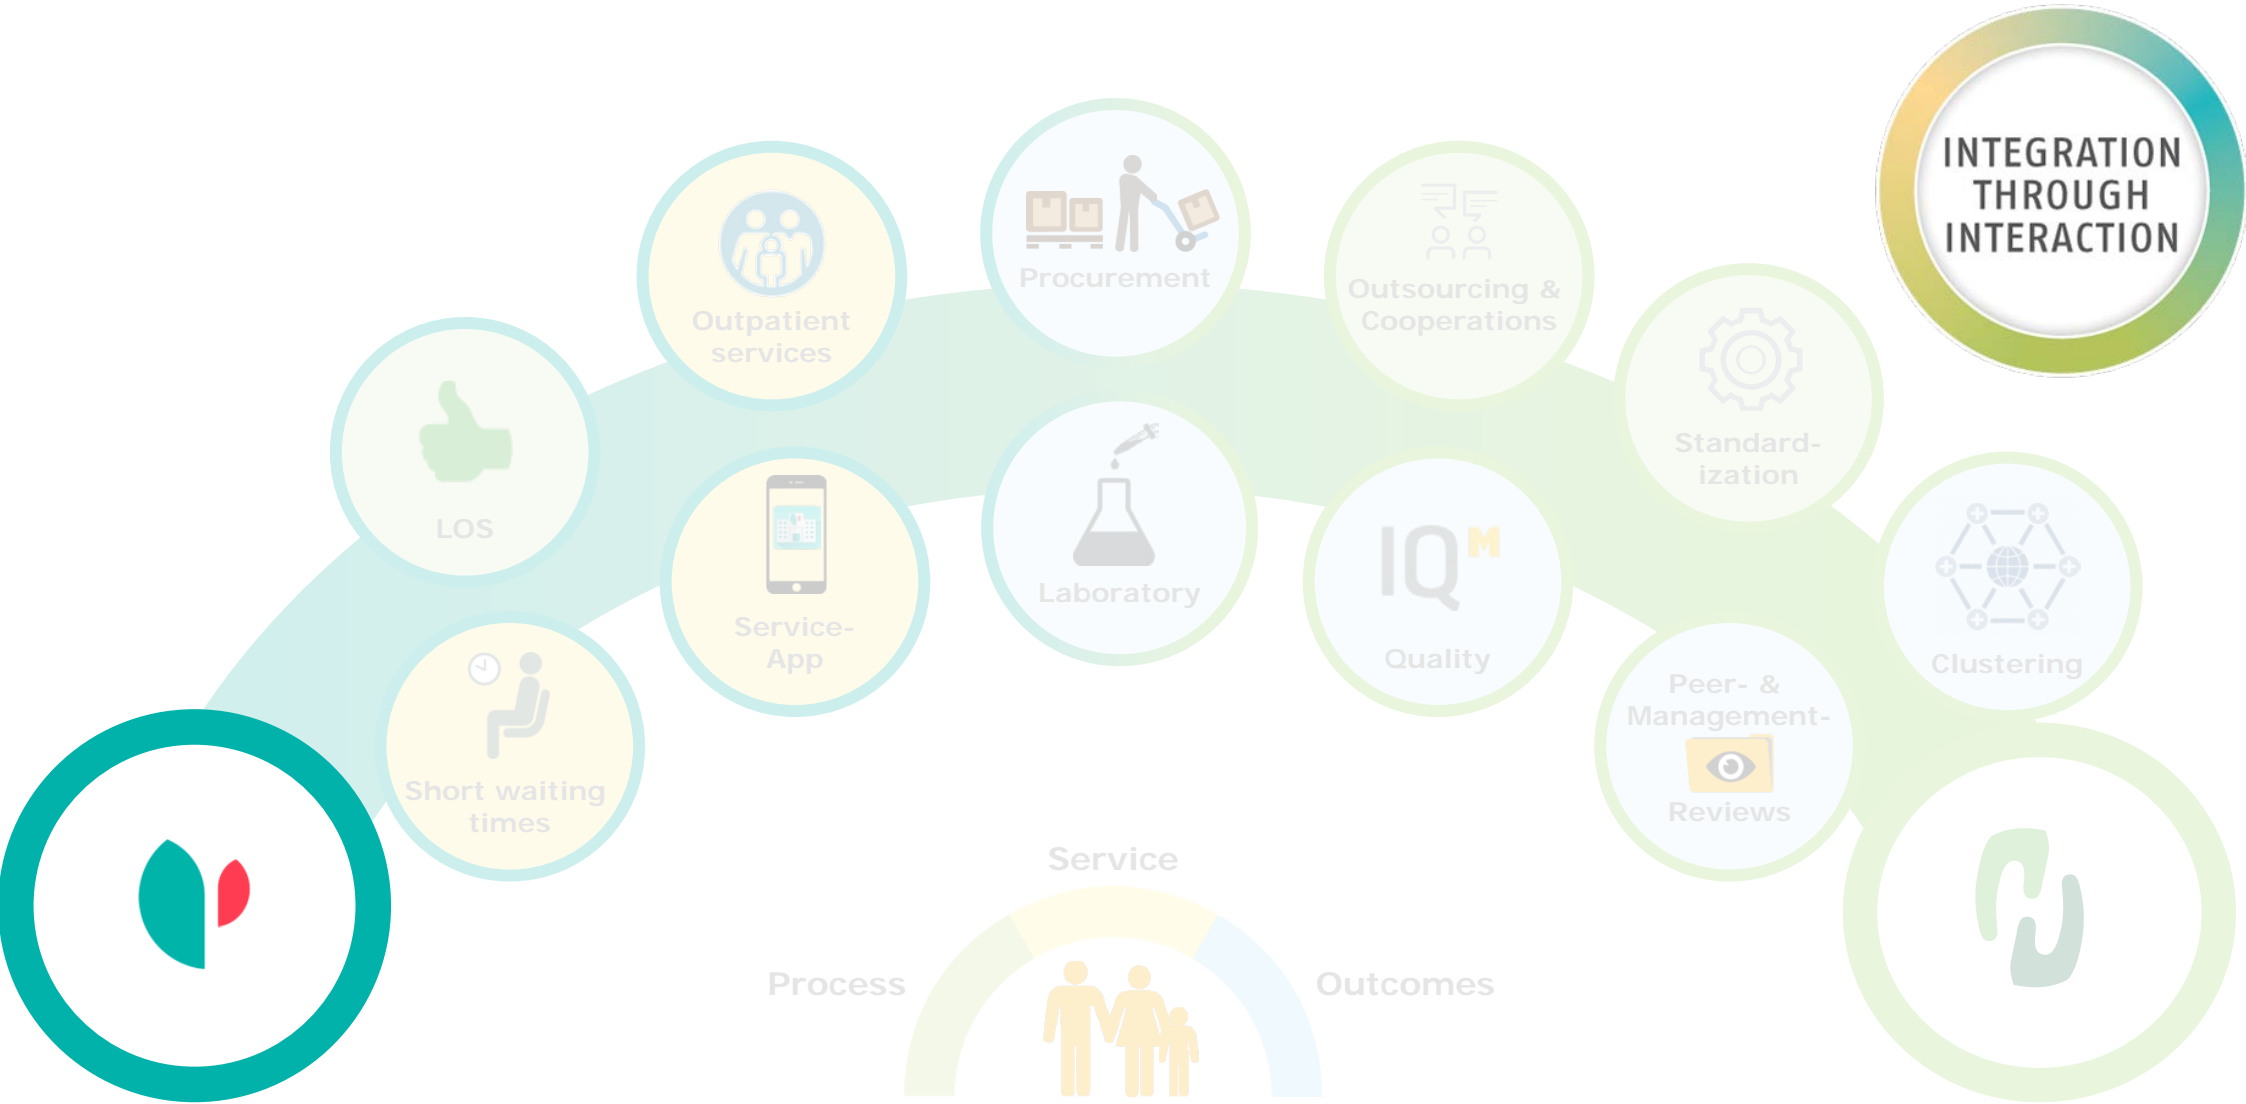 INTEGRATION
THROUGH
INTERACTION
Procurement
Outpatient
services
Outsourcing &
Cooperations
Standard-
ization
LOS
Service-
App
Laboratory
IQM
Quality
Clustering
Peer- &
Management-
Reviews
Short waiting
times
Service
Process
Outcomes